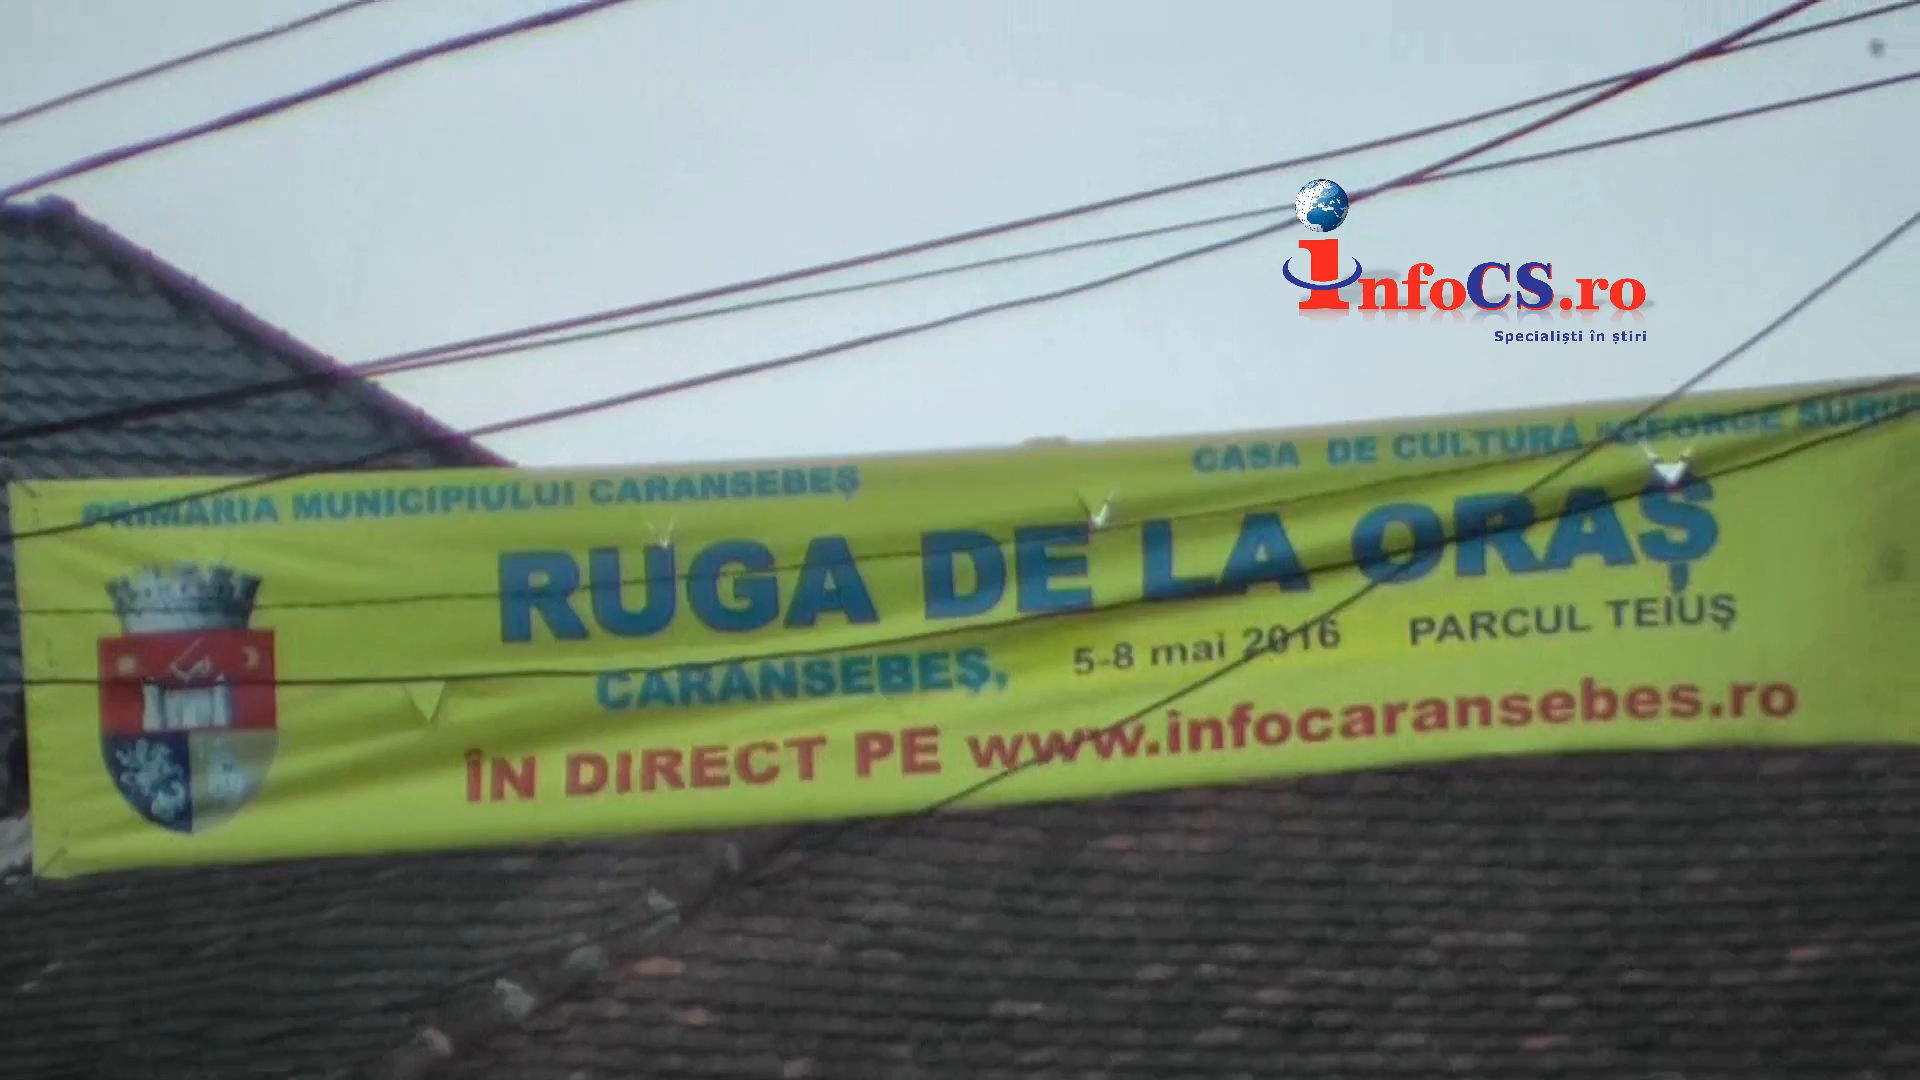 infoCS.ro
Specialiști în știri
PRIMĂRIA MUNICIPIULUI CARANSEBEȘ
CASA DE CULTURĂ "GEORGE
RUGA DE LA ORAȘ
CARANSEBEȘ, 5-8 mai 2016 PARCUL TEIUȘ
ÎN DIRECT PE www.infocaransebes.ro